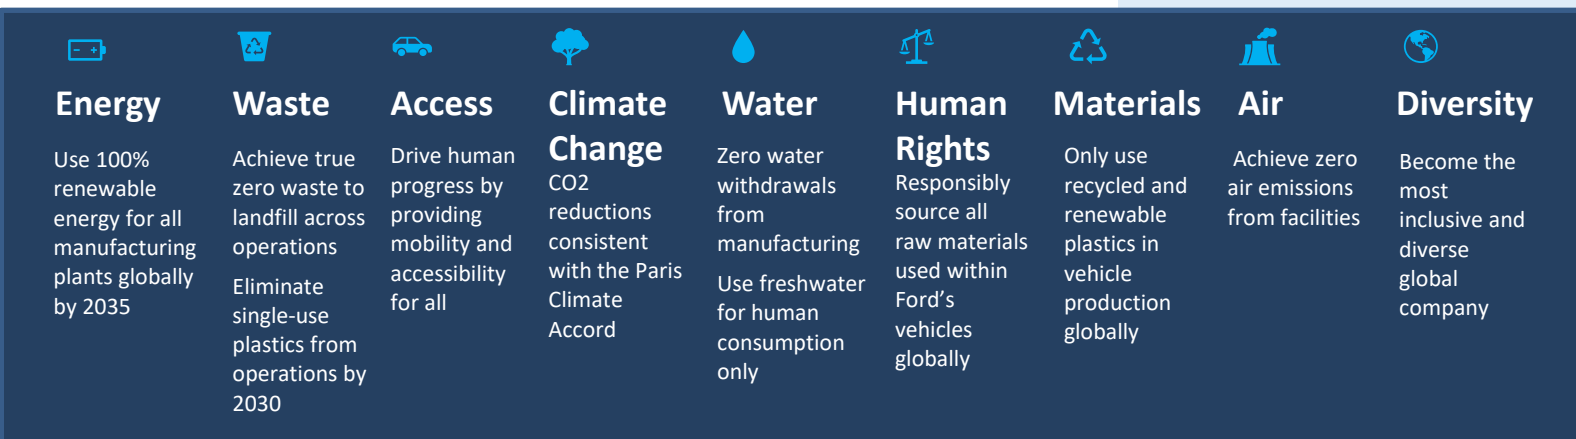 Energy
Use 100%
renewable
energy for all
manufacturing
plants globally
by 2035
Waste
Achieve true
zero waste to
landfill across
operations
Eliminate
single-use
plastics from
operations by
2030
Access
Drive human
progress by
providing
mobility and
accessibility
for all
Climate
Change
CO2
reductions
consistent
with the Paris
Climate
Accord
Water
Zero water
withdrawals
from
manufacturing
Use freshwater
for human
consumption
only
Human
Rights
Responsibly
source all
raw materials
used within
Ford’s
vehicles
globally
Materials
Only use
recycled and
renewable
plastics in
vehicle
production
globally
Air
Achieve zero
air emissions
from facilities
Diversity
Become the
most
inclusive and
diverse
global
company